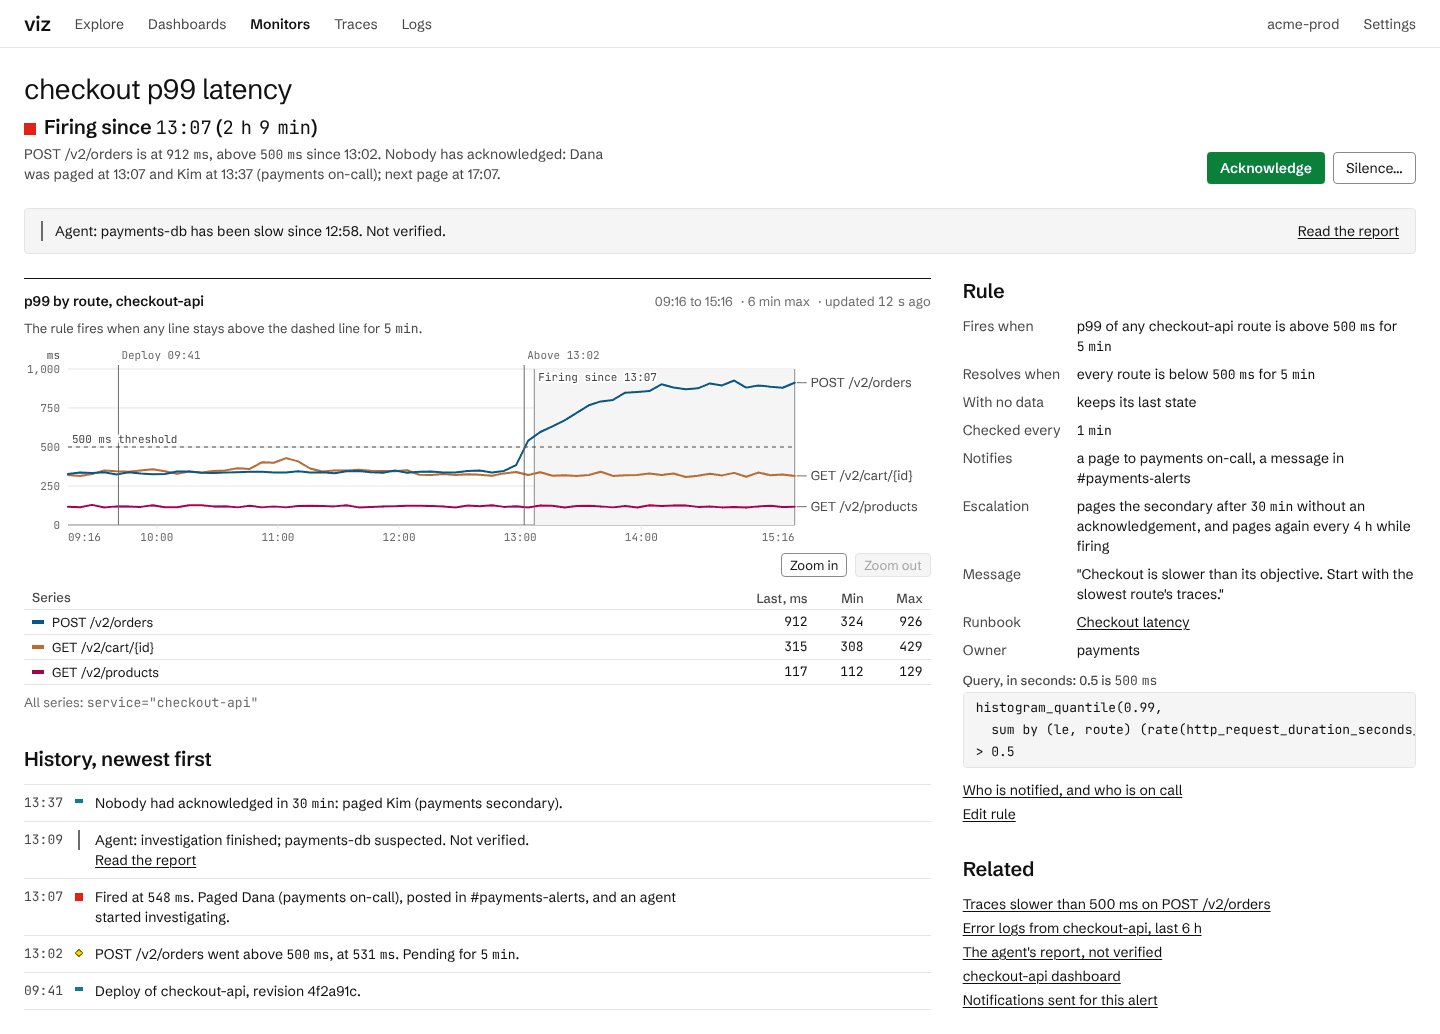 viz Explore Dashboards Monitors Traces Logs acme-prod Settings
checkout p99 latency
Firing since 13:07 (2 h 9 min)
POST /v2/orders is at 912 ms, above 500 ms since 13:02. Nobody has acknowledged: Dana
was paged at 13:07 and Kim at 13:37 (payments on-call); next page at 17:07.
Acknowledge Silence...
Agent: payments-db has been slow since 12:58. Not verified. Read the report
p99 by route, checkout-api 09:16 to 15:16 · 6 min max · updated 12 s ago
The rule fires when any line stays above the dashed line for 5 min.
ms Deploy 09:41 Above 13:02
1,000 Firing since 13:07 POST /v2/orders
750
500 500 ms threshold
GET /v2/cart/{id}
250
GET /v2/products
0
09:16 10:00 11:00 12:00 13:00 14:00 15:16
Zoom in Zoom out
Series Last, ms Min Max
POST /v2/orders 912 324 926
GET /v2/cart/{id} 315 308 429
GET /v2/products 117 112 129
All series: service="checkout-api"
History, newest first
13:37 Nobody had acknowledged in 30 min: paged Kim (payments secondary).
13:09 Agent: investigation finished; payments-db suspected. Not verified.
Read the report
13:07 Fired at 548 ms. Paged Dana (payments on-call), posted in #payments-alerts, and an agent
started investigating.
13:02 POST /v2/orders went above 500 ms, at 531 ms. Pending for 5 min.
09:41 Deploy of checkout-api, revision 4f2a91c.
Rule
Fires when p99 of any checkout-api route is above 500 ms for
5 min
Resolves when every route is below 500 ms for 5 min
With no data keeps its last state
Checked every 1 min
Notifies a page to payments on-call, a message in
#payments-alerts
Escalation pages the secondary after 30 min without an
acknowledgement, and pages again every 4 h while
firing
Message "Checkout is slower than its objective. Start with the
slowest route's traces."
Runbook Checkout latency
Owner payments
Query, in seconds: 0.5 is 500 ms
histogram_quantile(0.99,
sum by (le, route) (rate(http_request_duration_seconds_
> 0.5
Who is notified, and who is on call
Edit rule
Related
Traces slower than 500 ms on POST /v2/orders
Error logs from checkout-api, last 6 h
The agent's report, not verified
checkout-api dashboard
Notifications sent for this alert